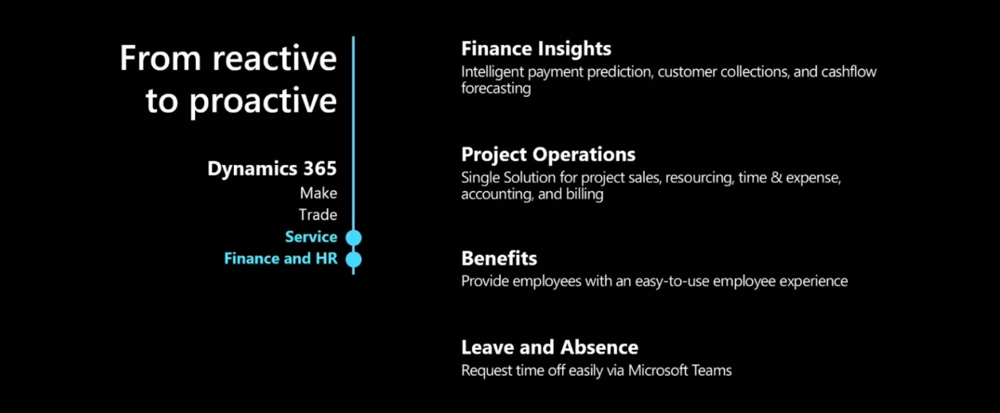 From reactive
to proactive
Dynamics 365
Make
Trade
Service
Finance and HR
Finance Insights
Intelligent payment prediction, customer collections, and cashflow
forecasting
Project Operations
Single Solution for project sales, resourcing, time & expense,
accounting, and billing
Benefits
Provide employees with an easy-to-use employee experience
Leave and Absence
Request time off easily via Microsoft Teams